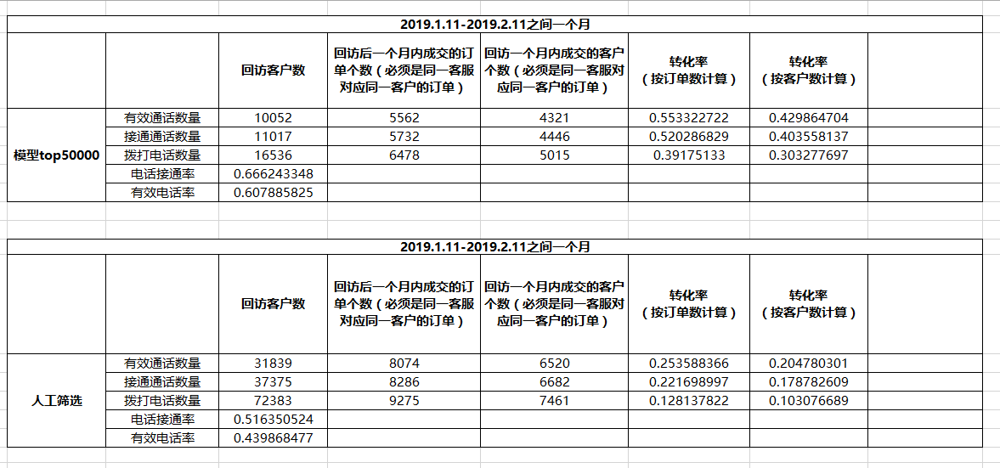 2019.1.11-2019.2.11之间一个月
回访客户数
回访后一个月内成交的订
单个数（必须是同一客服
对应同一客户的订单）
回访一个月内成交的客户
个数（必须是同一客服对
应同一客户的订单）
转化率
（按订单数计算）
转化率
（按客户数计算）
模型top50000
有效通话数量 10052 5562 4321 0.553322722 0.429864704
接通通话数量 11017 5732 4446 0.520286829 0.403558137
拨打电话数量 16536 6478 5015 0.39175133 0.303277697
电话接通率 0.666243348
有效电话率 0.607885825
2019.1.11-2019.2.11之间一个月
回访客户数
回访后一个月内成交的订
单个数（必须是同一客服
对应同一客户的订单）
回访一个月内成交的客户
个数（必须是同一客服对
应同一客户的订单）
转化率
（按订单数计算）
转化率
（按客户数计算）
人工筛选
有效通话数量 31839 8074 6520 0.253588366 0.204780301
接通通话数量 37375 8286 6682 0.221698997 0.178782609
拨打电话数量 72383 9275 7461 0.128137822 0.103076689
电话接通率 0.516350524
有效电话率 0.439868477